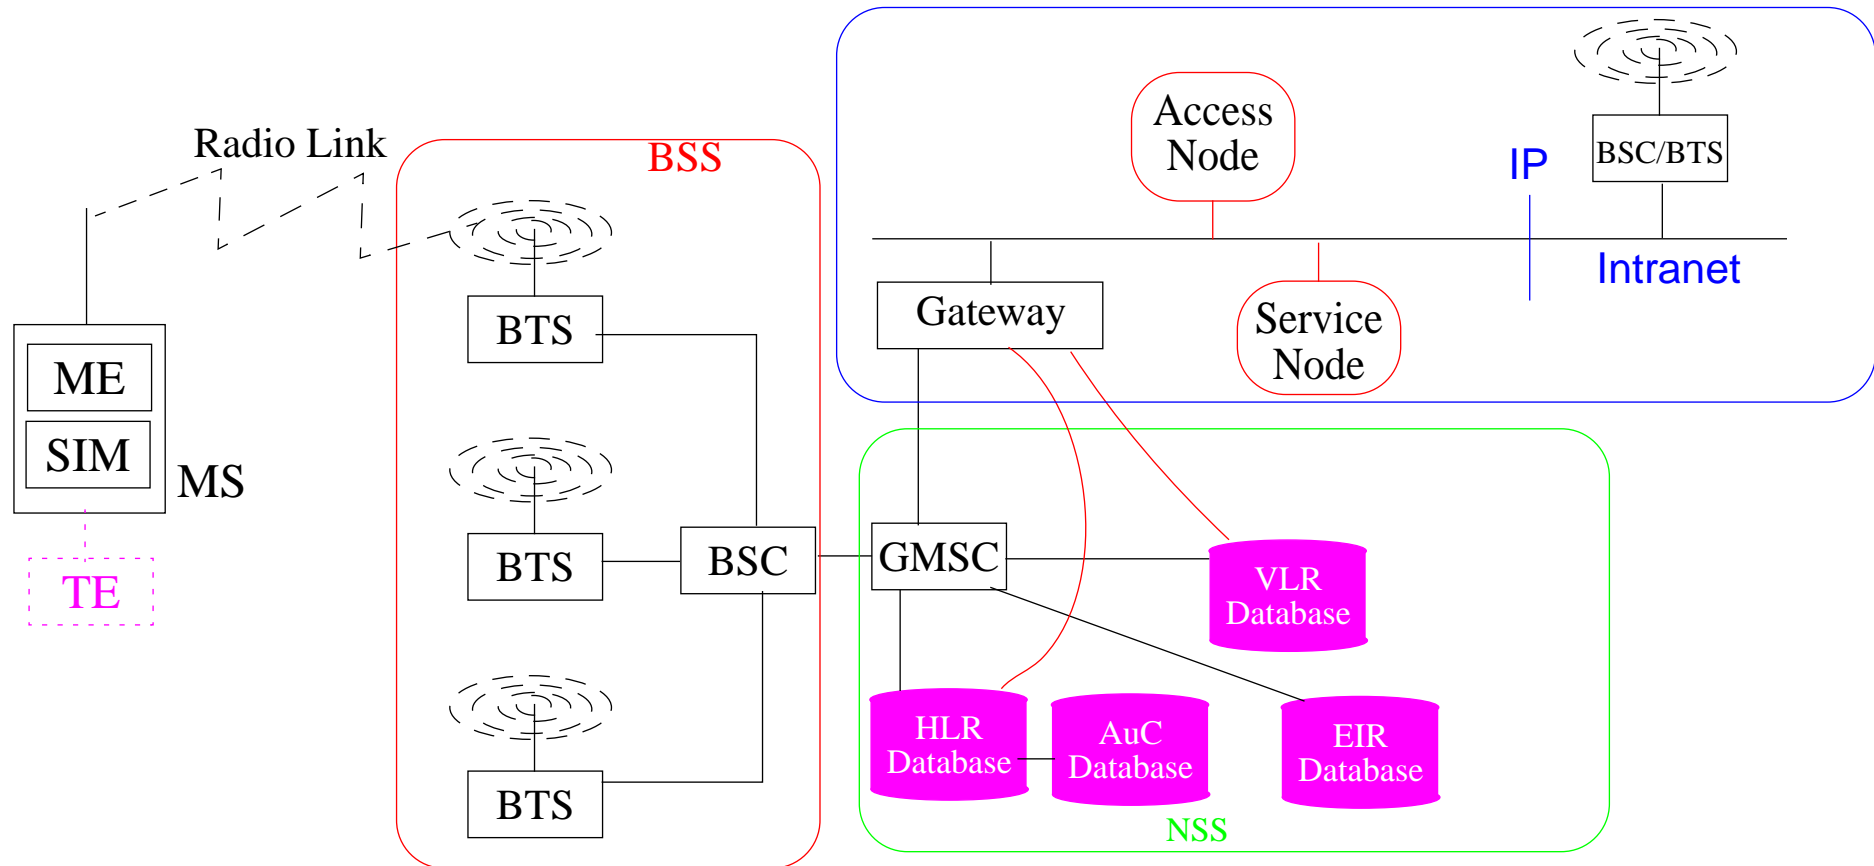 Radio Link
BSS
Access
Node
IP
BSC/BTS
Intranet
Gateway
Service
Node
BTS
ME
SIM
MS
TE
BTS
BSC
GMSC
VLR
Database
HLR
Database
AuC
Database
EIR
Database
BTS
NSS